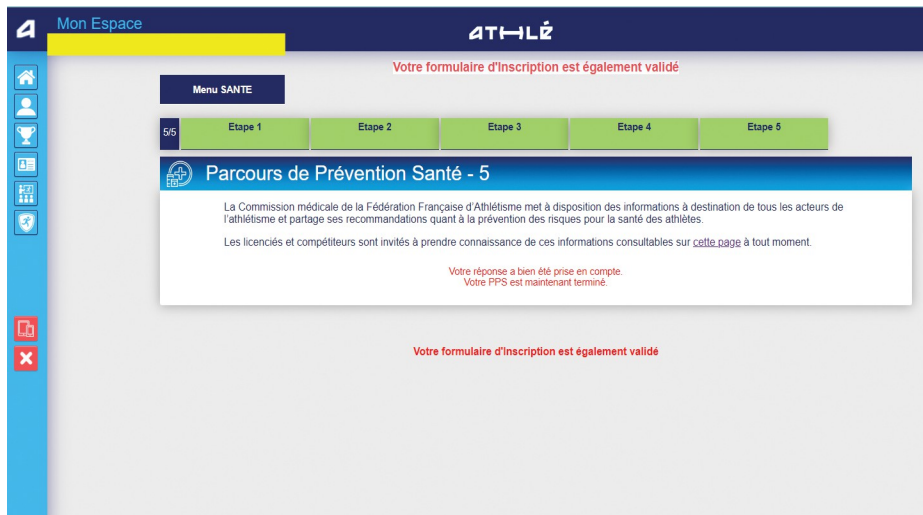 Mon Espace
ATHLÉ
Votre formulaire d'Inscription est également validé
Menu SANTE
5/5
Etape 1
Etape 2
Etape 3
Etape 4
Etape 5
Parcours de Prévention Santé - 5
La Commission médicale de la Fédération Française d'Athlétisme met à disposition des informations à destination de tous les acteurs de
l'athlétisme et partage ses recommandations quant à la prévention des risques pour la santé des athlètes.
Les licenciés et compétiteurs sont invités à prendre connaissance de ces informations consultables sur cette page à tout moment.
Votre réponse a bien été prise en compte.
Votre PPS est maintenant terminé.
Votre formulaire d'Inscription est également validé